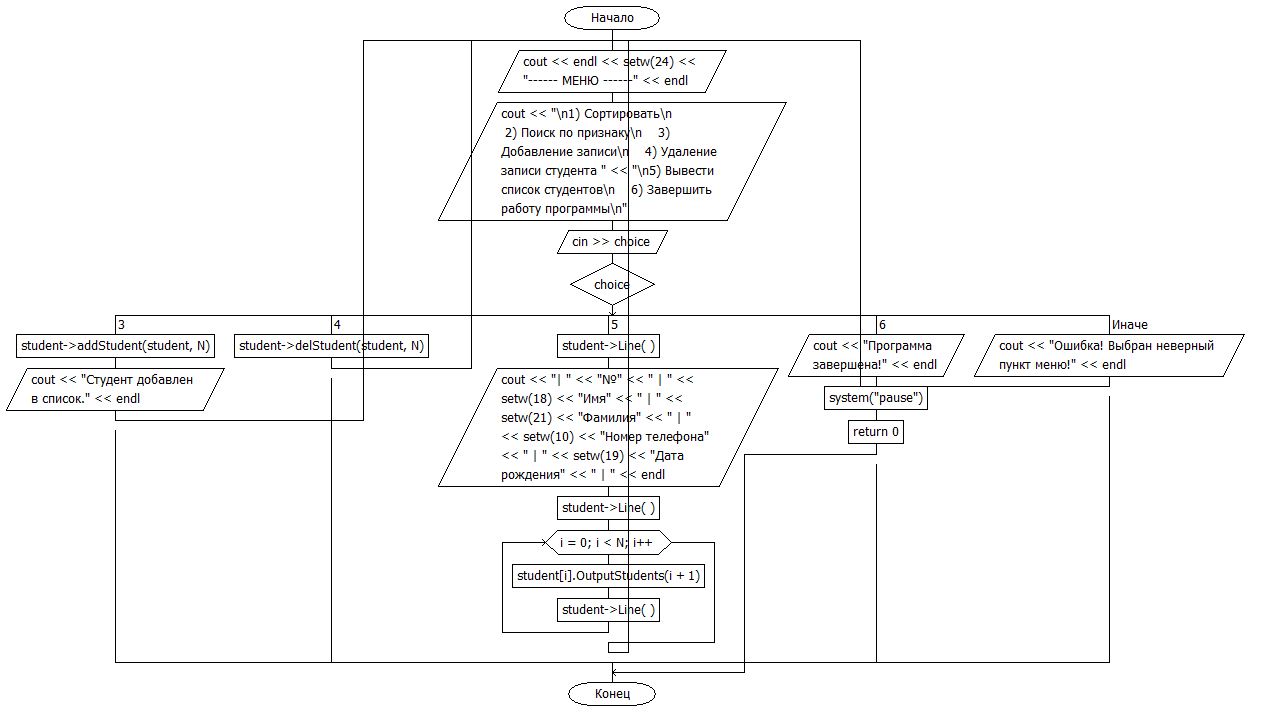 Начало
cout << endl << setw(24) <<
"------ МЕНЮ ------" << endl
cout << "\n1) Сортировать\n
2) Поиск по признаку\n 3)
Добавление записи\n 4) Удаление
записи студента " << "\n5) Вывести
список студентов\n 6) Завершить
работу программы\n"
cin >> choice
choice
3
student->addStudent(student, N)
cout << "Студент добавлен
в список." << endl
4
student->delStudent(student, N)
5
student->Line( )
cout << "| " << "№" << " | " <<
setw(18) << "Имя" << " | " <<
setw(21) << "Фамилия" << " | "
<< setw(10) << "Номер телефона"
<< " | " << setw(19) << "Дата
рождения" << " | " << endl
student->Line( )
i = 0; i < N; i++
student[i].OutputStudents(i + 1)
student->Line( )
6
cout << "Программа
завершена!" << endl
system("pause")
return 0
Иначе
cout << "Ошибка! Выбран неверный
пункт меню!" << endl
Конец